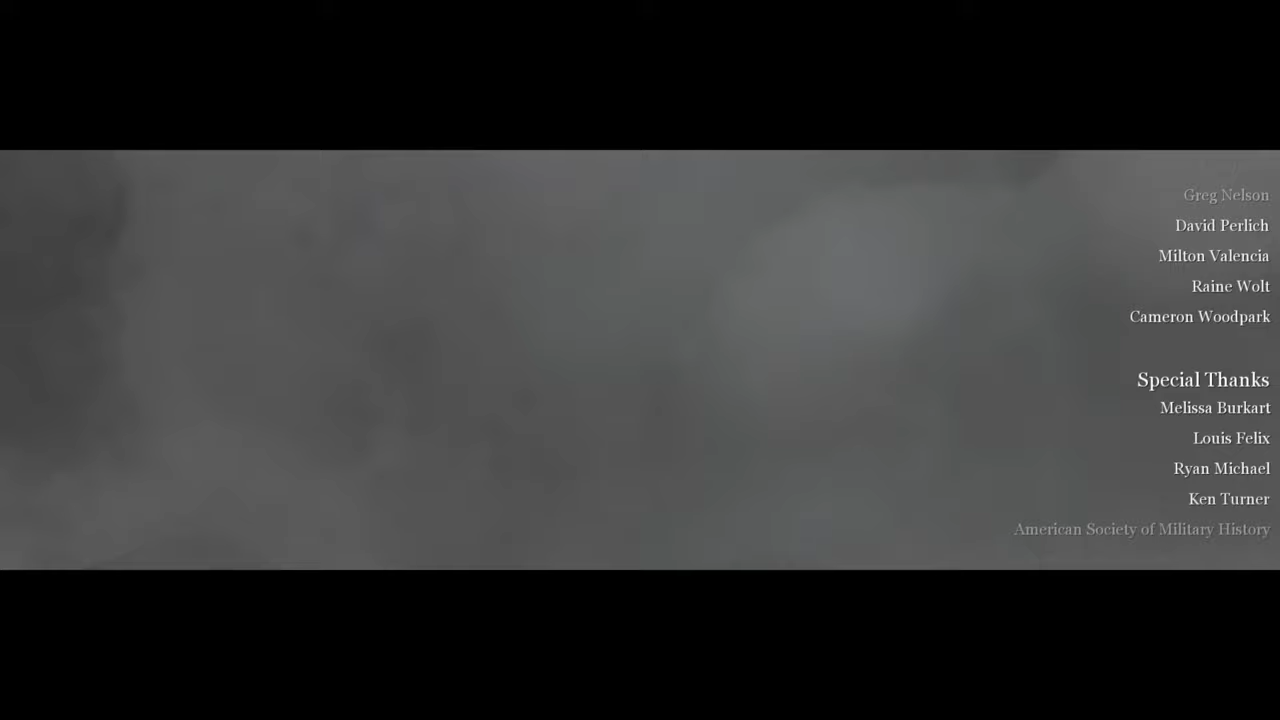 Greg Nelson
David Perlich
Milton Valencia
Raine Wolt
Cameron Woodpark
Special Thanks
Melissa Burkart
Louis Felix
Ryan Michael
Ken Turner
American Society of Military History